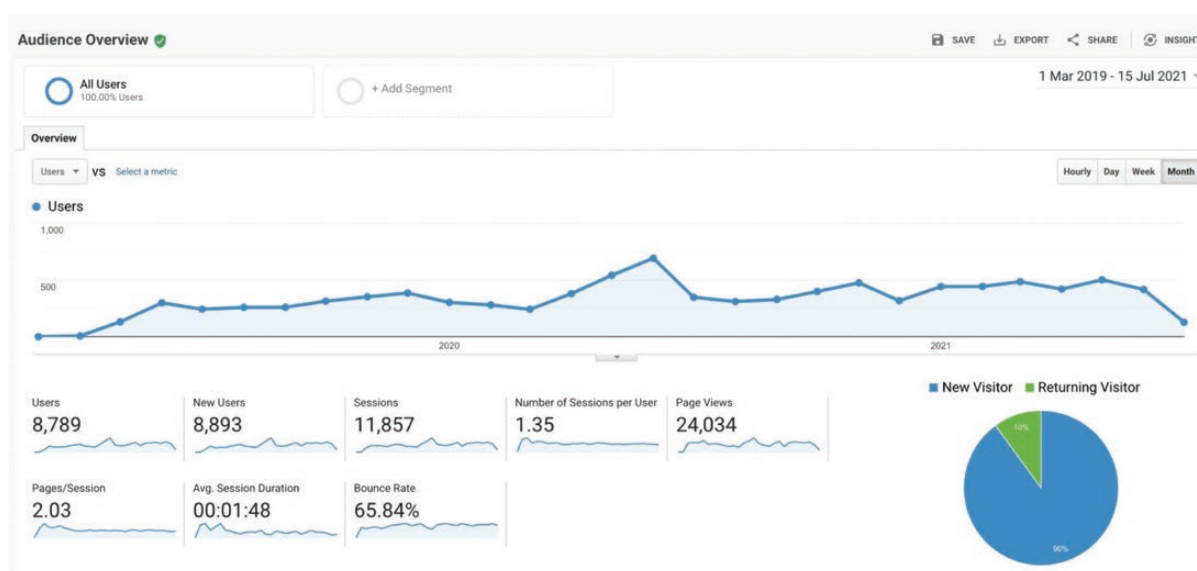 Audience Overview
SAVE EXPORT SHARE INSIGHT
All Users
100.00% Users
+ Add Segment
1 Mar 2019 - 15 Jul 2021
Overview
Users VS Select a metric
Hourly Day Week Month
Users
1,000
500
2020 2021
New Visitor Returning Visitor
Users New Users Sessions Number of Sessions per User Page Views
8,789 8,893 11,857 1.35 24,034
10%
Pages/Session Avg. Session Duration Bounce Rate
2.03 00:01:48 65.84%
90%